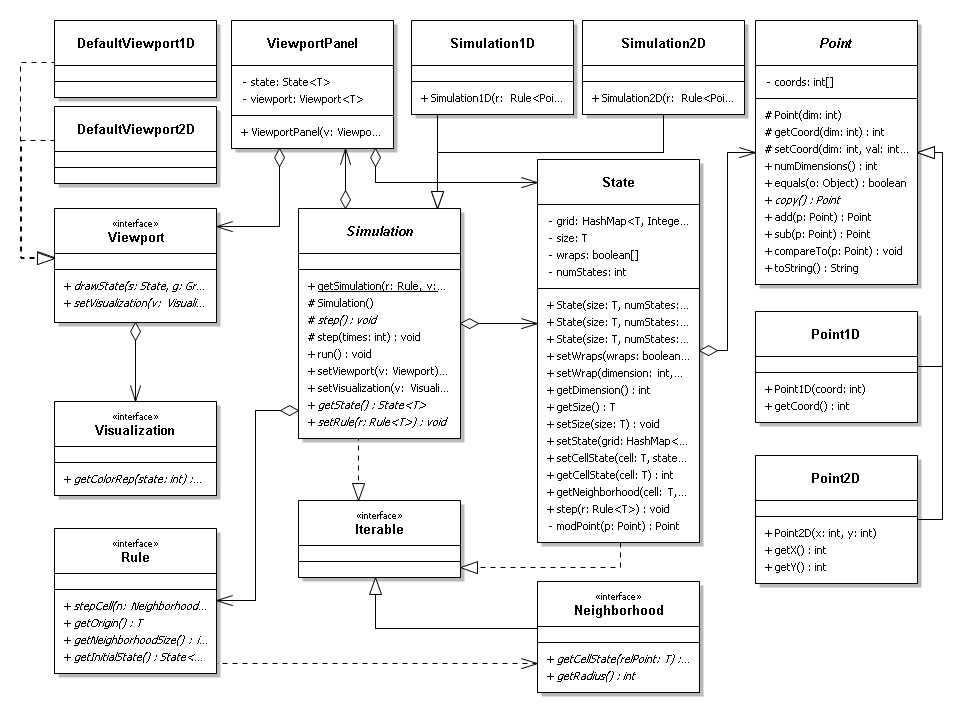 DefaultViewport1D
DefaultViewport2D
«interface»
Viewport
+ drawState(s: State, g: Gr...
+ setVisualization(v: Visuali...
«interface»
Visualization
+ getColorRep(state: int) :...
«interface»
Rule
+ stepCell(n: Neighborhood...
+ getOrigin() : T
+ getNeighborhoodSize() : i...
+ getInitialState() : State<...
ViewportPanel
- state: State<T>
- viewport: Viewport<T>
+ ViewportPanel(v: Viewpo...
Simulation
+ getSimulation(r: Rule, v:...
# Simulation()
# step() : void
# step(times: int) : void
+ run() : void
+ setViewport(v: Viewport)...
+ setVisualization(v: Visuali...
+ getState() : State<T>
+ setRule(r: Rule<T>) : void
«interface»
Iterable
Simulation1D
+ Simulation1D(r: Rule<Poi...
Simulation2D
+ Simulation2D(r: Rule<Poi...
State
- grid: HashMap<T, Intege...
- size: T
- wraps: boolean[]
- numStates: int
+ State(size: T, numStates:...
+ State(size: T, numStates:...
+ State(size: T, numStates:...
+ setWraps(wraps: boolean...
+ setWrap(dimension: int,...
+ getDimension() : int
+ getSize() : T
+ setSize(size: T) : void
+ setState(grid: HashMap<...
+ setCellState(cell: T, state...
+ getCellState(cell: T) : int
+ getNeighborhood(cell: T,...
+ step(r: Rule<T>) : void
- modPoint(p: Point) : Point
«interface»
Neighborhood
+ getCellState(relPoint: T) :...
+ getRadius() : int
Point
- coords: int[]
# Point(dim: int)
# getCoord(dim: int) : int
# setCoord(dim: int, val: int...
+ numDimensions() : int
+ equals(o: Object) : boolean
+ copy() : Point
+ add(p: Point) : Point
+ sub(p: Point) : Point
+ compareTo(p: Point) : void
+ toString() : String
Point1D
+ Point1D(coord: int)
+ getCoord() : int
Point2D
+ Point2D(x: int, y: int)
+ getX() : int
+ getY() : int